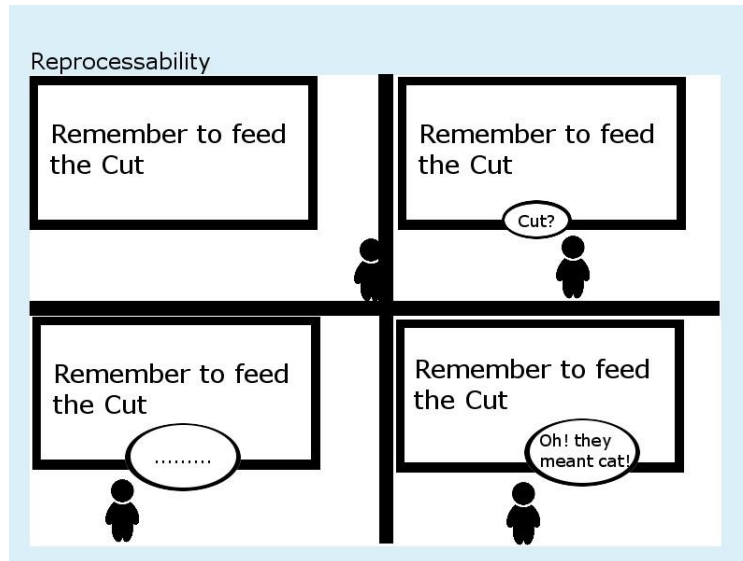 Reprocessability
Remember to feed
the Cut
Remember to feed
the Cut
Cut?
Remember to feed
the Cut
.........
Remember to feed
the Cut
Oh! they
meant cat!